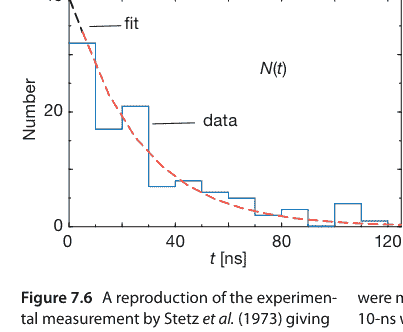 fit
N(t)
Number
20
data
0
0 40 80 120
t [ns]
Figure 7.6 A reproduction of the experimen-
tal measurement by Stetz et al. (1973) giving
were m
10-ns w